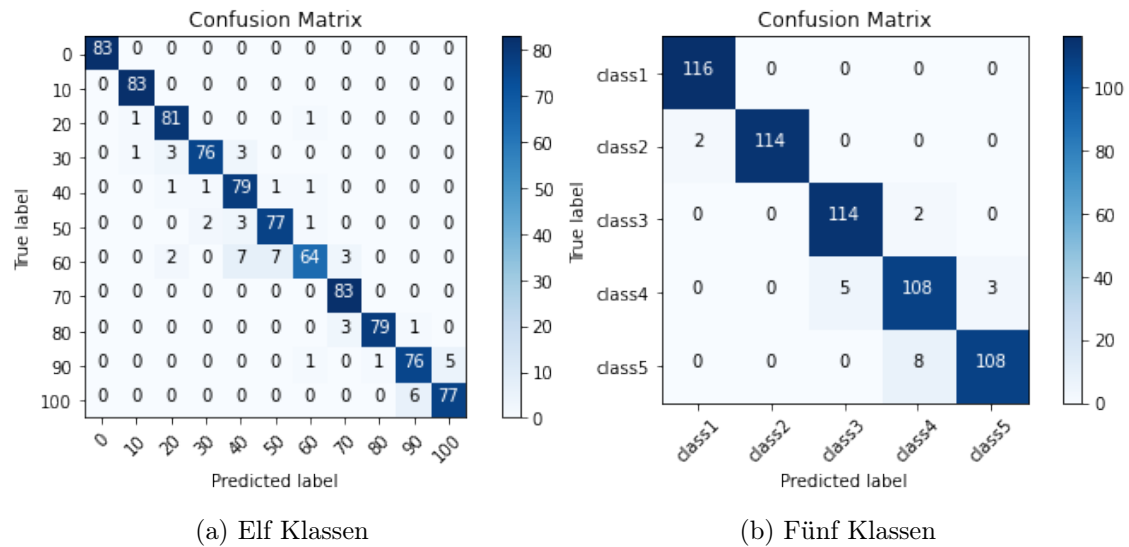 Confusion Matrix
True label
0 83 0 0 0 0 0 0 0 0 0 0
10 0 83 0 0 0 0 0 0 0 0 0
20 0 1 81 0 0 0 1 0 0 0 0
30 0 1 3 76 3 0 0 0 0 0 0
40 0 0 1 1 79 1 1 0 0 0 0
50 0 0 0 2 3 77 1 0 0 0 0
60 0 0 2 0 7 7 64 3 0 0 0
70 0 0 0 0 0 0 0 83 0 0 0
80 0 0 0 0 0 0 0 3 79 1 0
90 0 0 0 0 0 0 1 0 1 76 5
100 0 0 0 0 0 0 0 0 0 6 77
0 10 20 30 40 50 60 70 80 90 100
Predicted label
80
70
60
50
40
30
20
10
0
(a) Elf Klassen
Confusion Matrix
True label
class1 116 0 0 0 0
class2 2 114 0 0 0
class3 0 0 114 2 0
class4 0 0 5 108 3
class5 0 0 0 8 108
class1 class2 class3 class4 class5
Predicted label
100
80
60
40
20
0
(b) Fünf Klassen